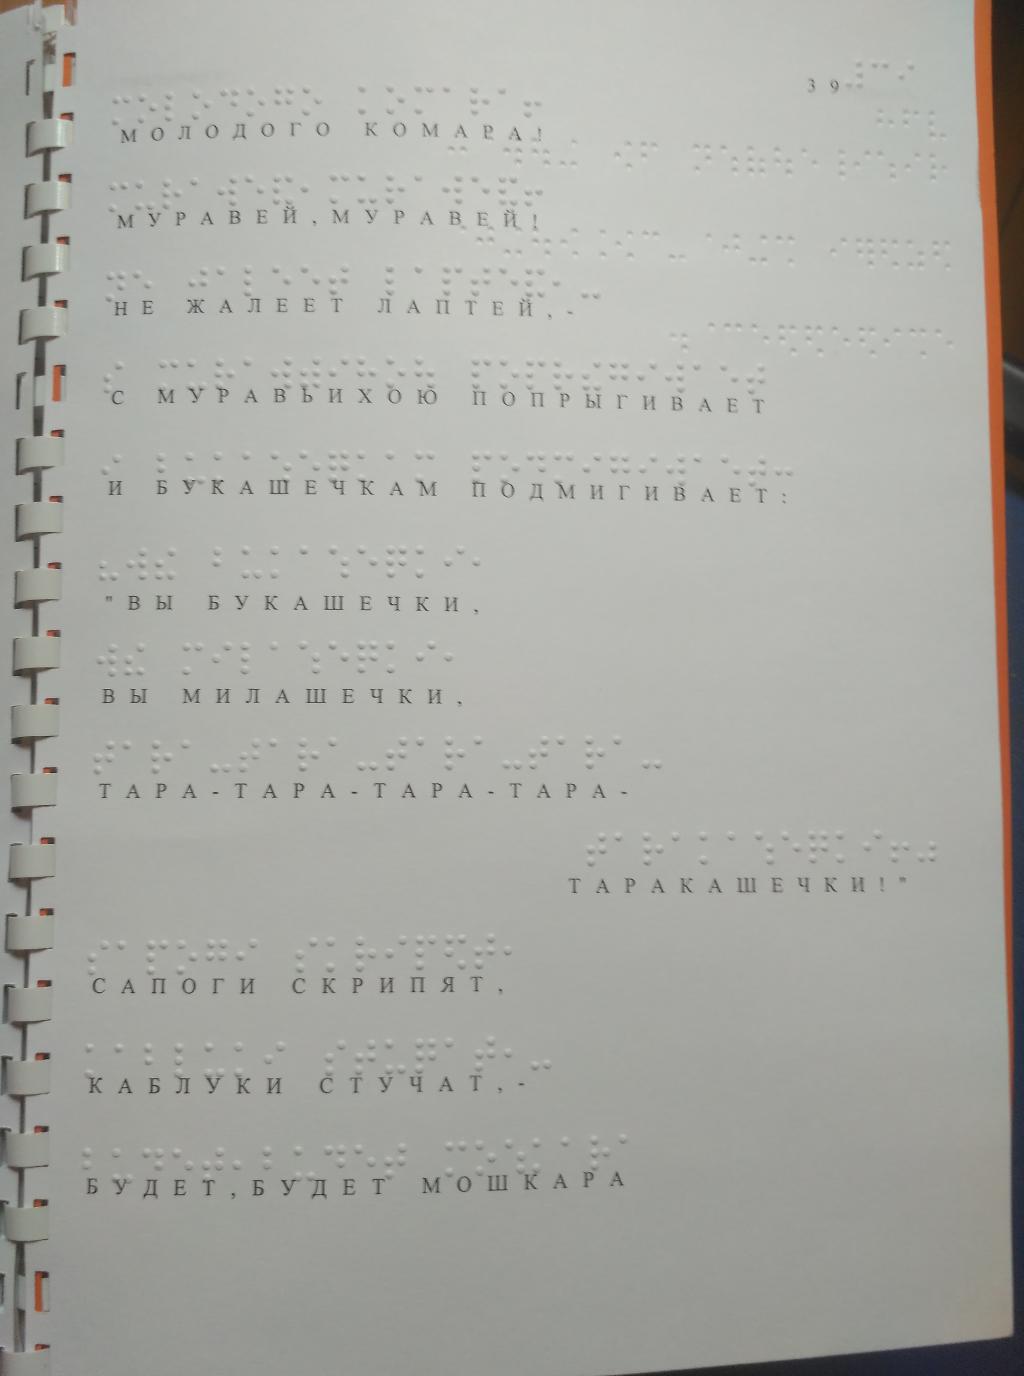 39
МОЛОДОГО КОМАРА!
МУРАВЕЙ,МУРАВЕЙ!
НЕ ЖАЛЕЕТ ЛАПТЕЙ,-
С МУРАВЬИХОЮ ПОПРЫГИВАЕТ
И БУКАШЕЧКАМ ПОДМИГИВАЕТ:
"ВЫ БУКАШЕЧКИ,
ВЫ МИЛАШЕЧКИ,
ТАРА-ТАРА-ТАРА-ТАРА-
ТАРАКАШЕЧКИ!"
САПОГИ СКРИПЯТ,
КАБЛУКИ СТУЧАТ,-
БУДЕТ,БУДЕТ МОШКАРА